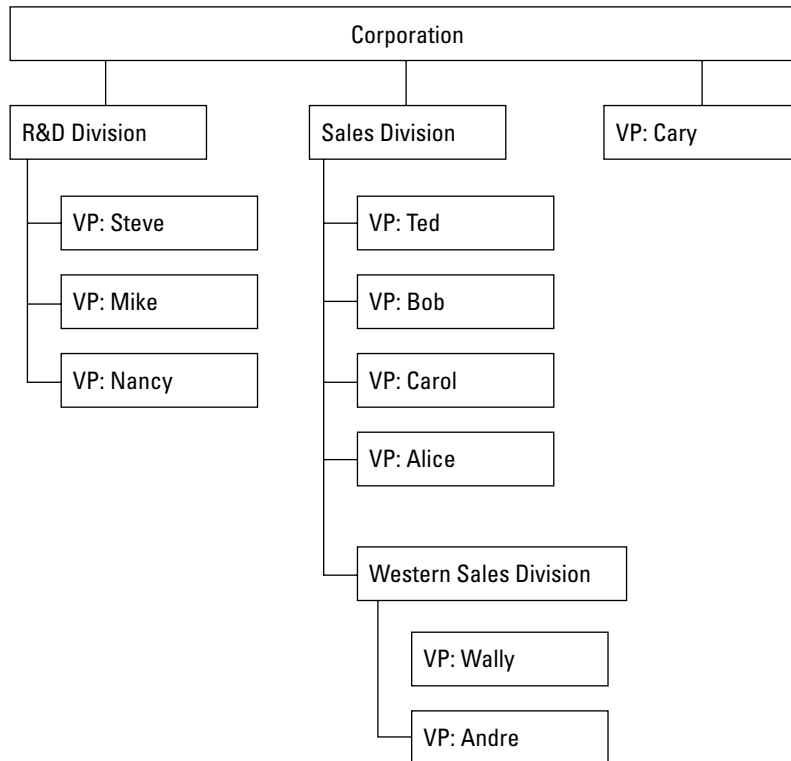 Corporation
R&D Division
Sales Division
VP: Cary
VP: Steve
VP: Ted
VP: Mike
VP: Bob
VP: Nancy
VP: Carol
VP: Alice
Western Sales Division
VP: Wally
VP: Andre